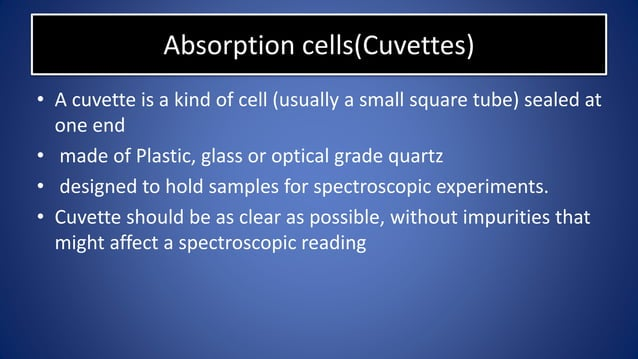 Absorption cells(Cuvettes)
• A cuvette is a kind of cell (usually a small square tube) sealed at
one end
• made of Plastic, glass or optical grade quartz
• designed to hold samples for spectroscopic experiments.
• Cuvette should be as clear as possible, without impurities that
might affect a spectroscopic reading